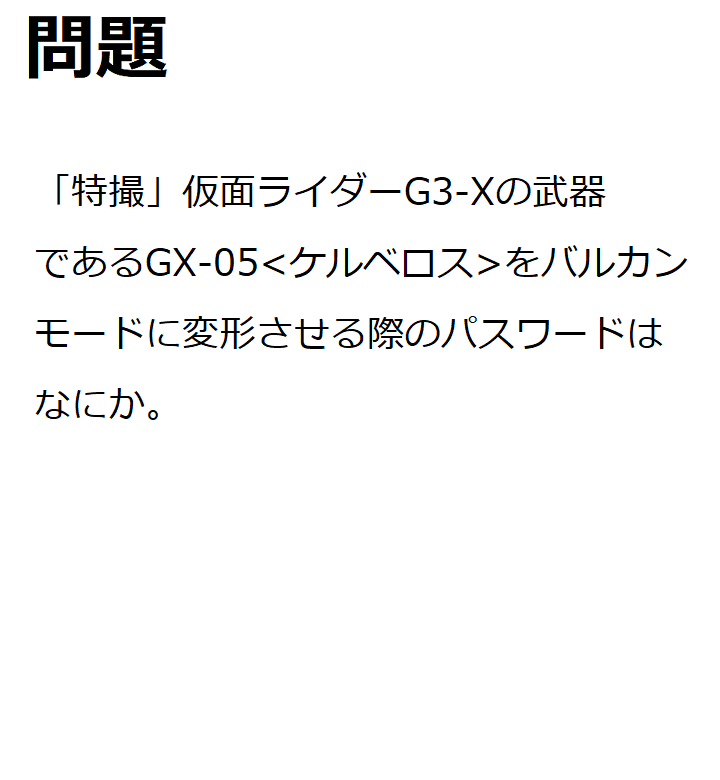 問題
「特撮」仮面ライダーG3-Xの武器
であるGX-05<ケルベロス>をバルカン
モードに変形させる際のパスワードは
なにか。